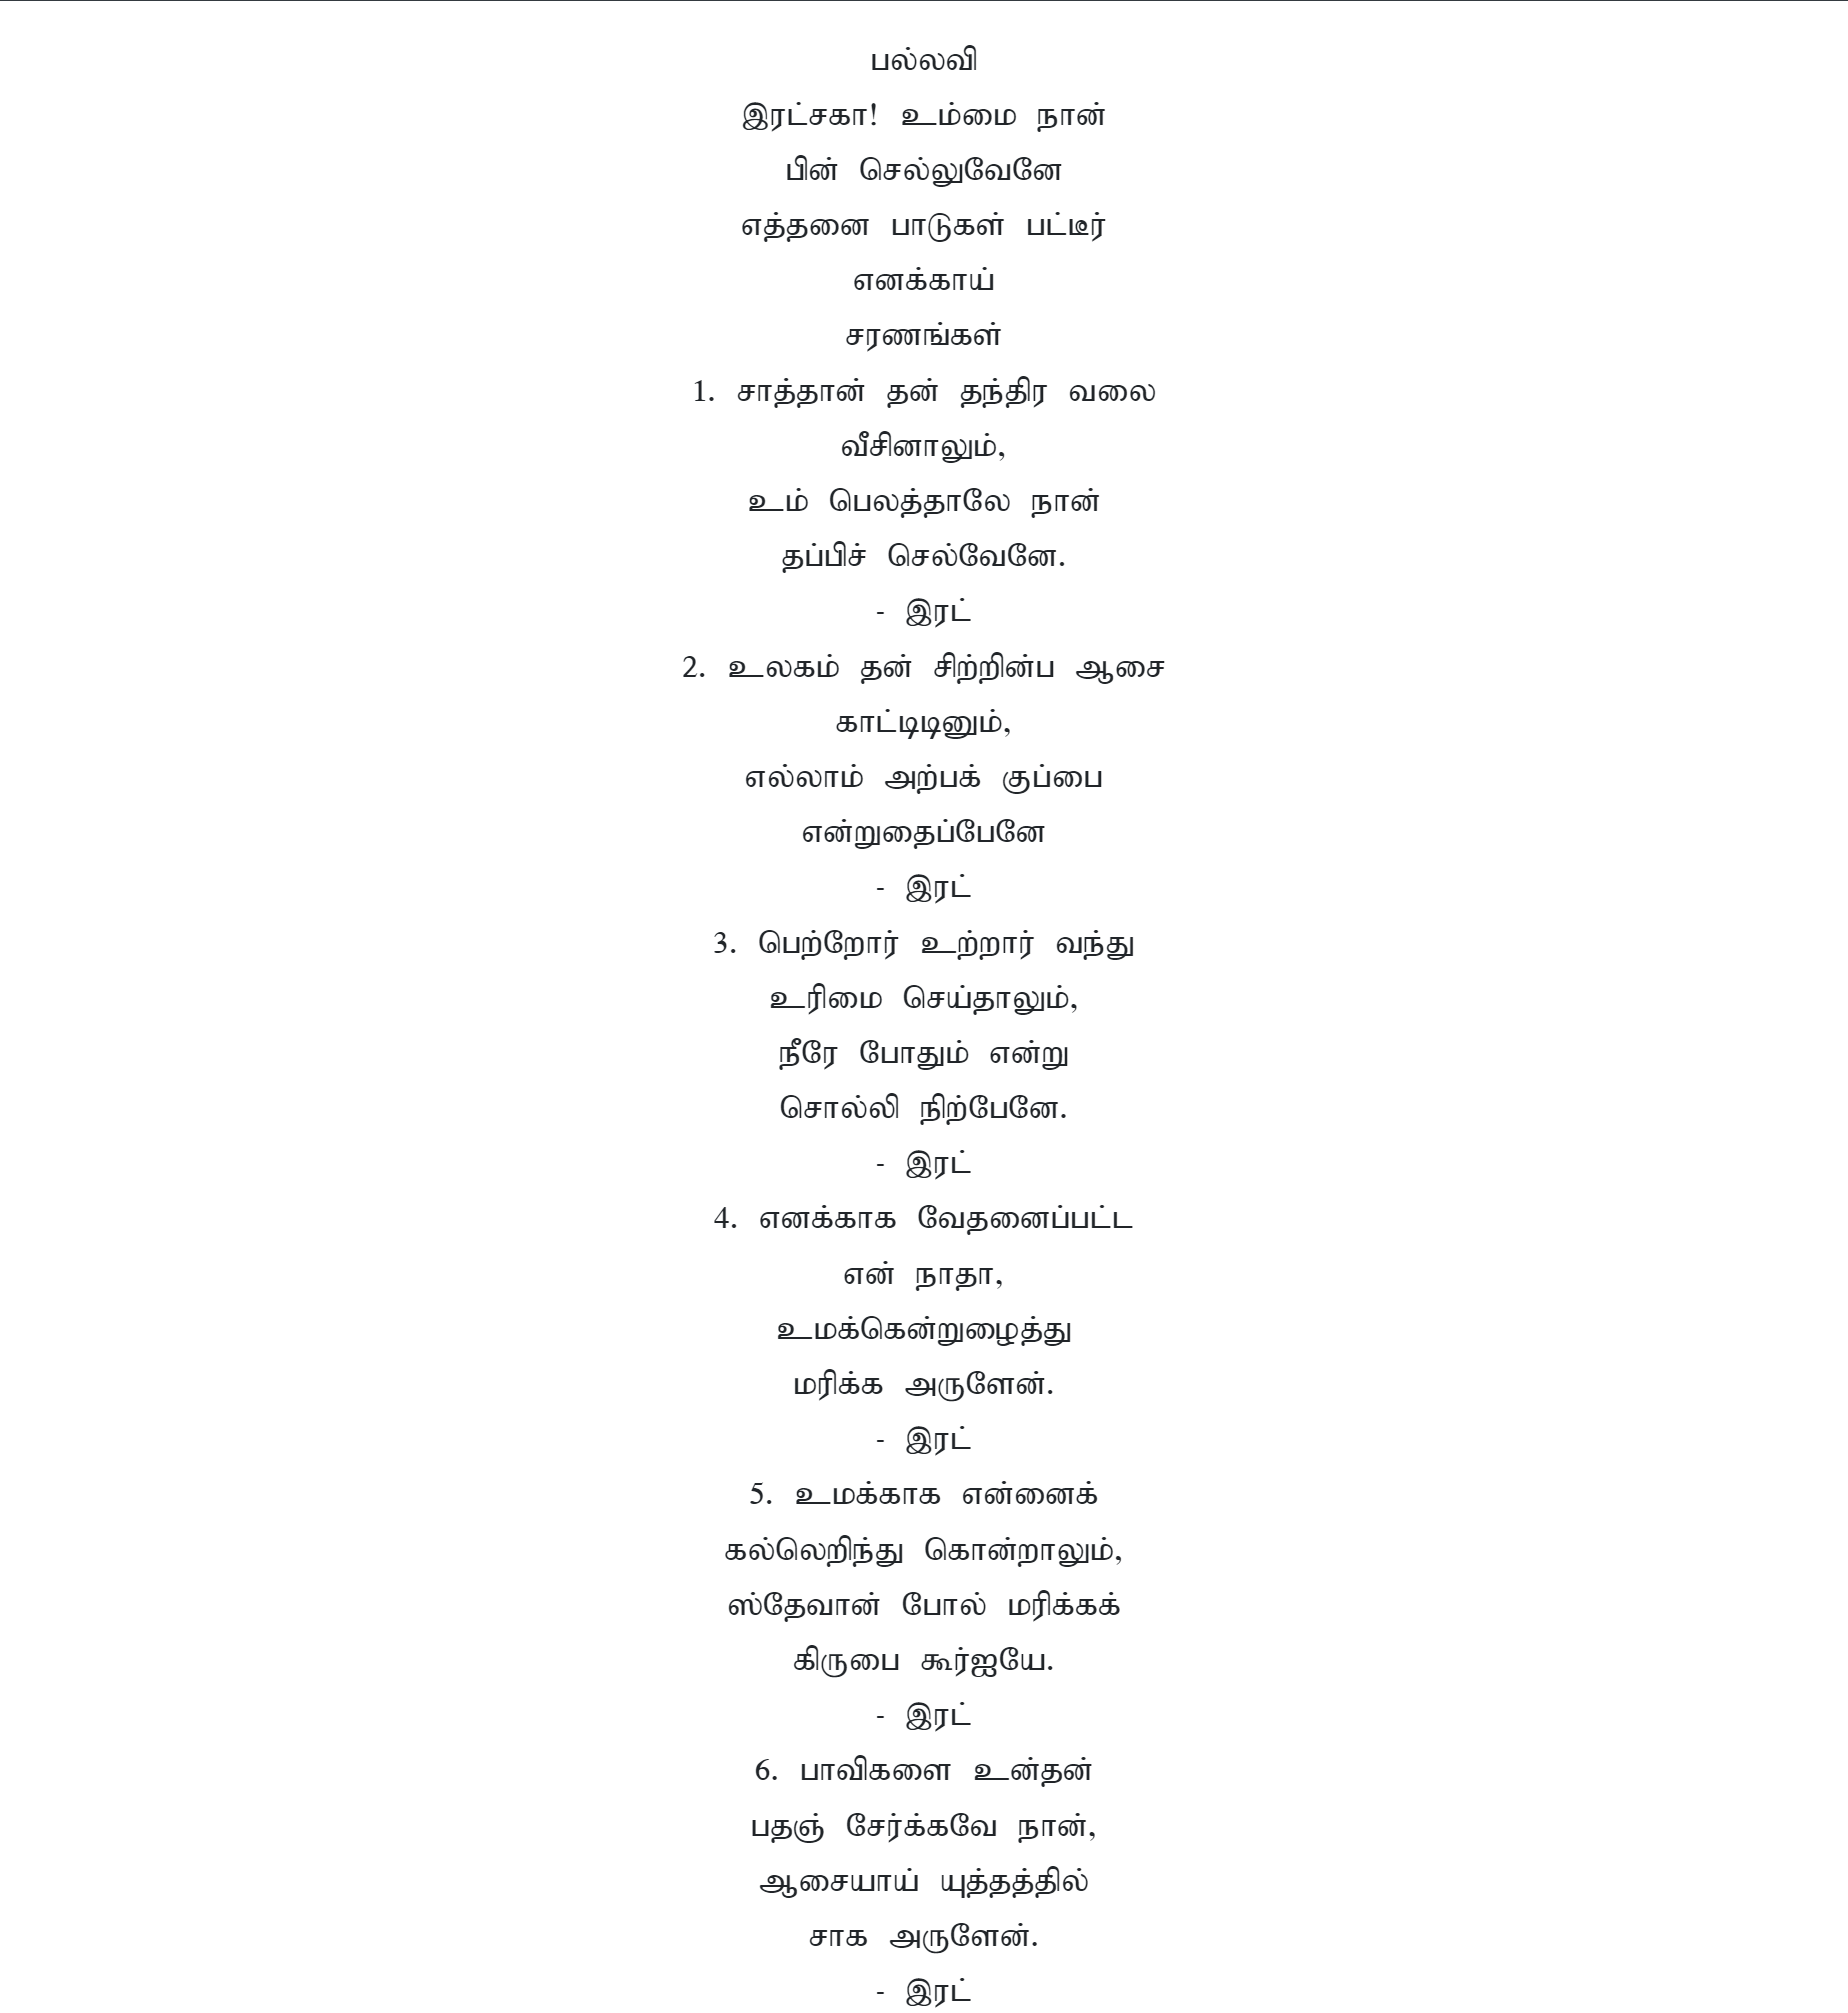 பல்லவி
இரட்சகா! உம்மை நான்
பின் செல்லுவேனே
எத்தனை பாடுகள் பட்டீர்
எனக்காய்
சரணங்கள்
1. சாத்தான் தன் தந்திர வலை
வீசினாலும்,
உம் பெலத்தாலே நான்
தப்பிச் செல்வேனே.
- இரட்
2. உலகம் தன் சிற்றின்ப ஆசை
காட்டிடினும்,
எல்லாம் அற்பக் குப்பை
என்றுதைப்பேனே
- இரட்
3. பெற்றோர் உற்றார் வந்து
உரிமை செய்தாலும்,
நீரே போதும் என்று
சொல்லி நிற்பேனே.
- இரட்
4. எனக்காக வேதனைப்பட்ட
என் நாதா,
உமக்கென்றுழைத்து
மரிக்க அருளேன்.
- இரட்
5. உமக்காக என்னைக்
கல்லெறிந்து கொன்றாலும்,
ஸ்தேவான் போல் மரிக்கக்
கிருபை கூர்ஐயே.
- இரட்
6. பாவிகளை உன்தன்
பதஞ் சேர்க்கவே நான்,
ஆசையாய் யுத்தத்தில்
சாக அருளேன்.
- இரட்